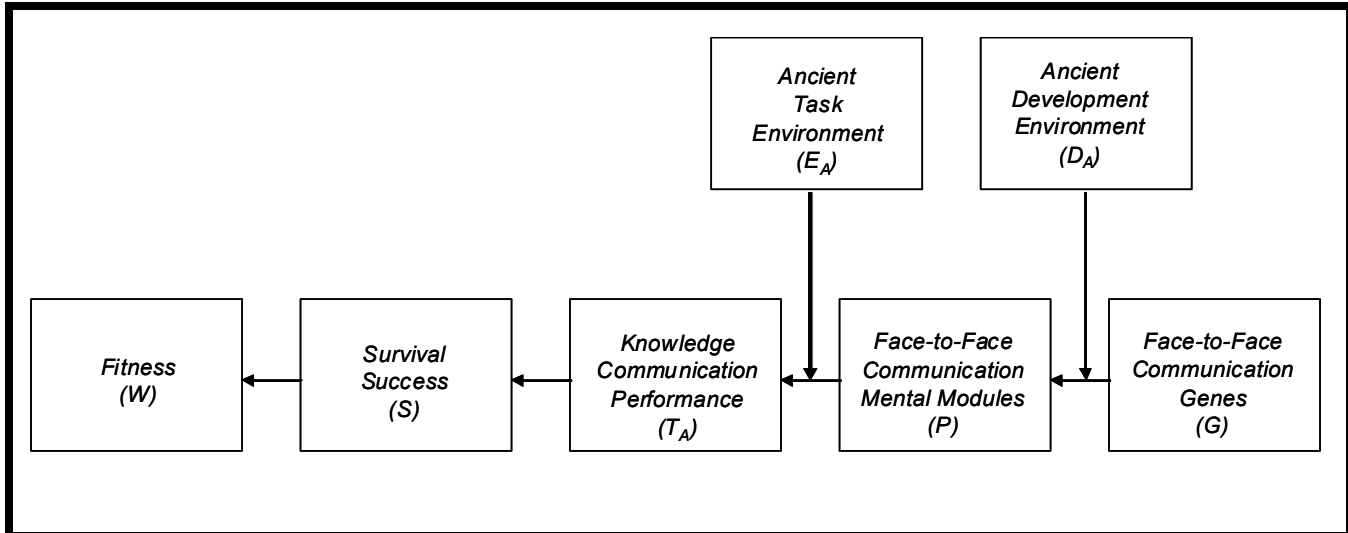 Ancient
Task
Environment
(E_A)
Ancient
Development
Environment
(D_A)
Fitness
(W)
Survival
Success
(S)
Knowledge
Communication
Performance
(T_A)
Face-to-Face
Communication
Mental Modules
(P)
Face-to-Face
Communication
Genes
(G)